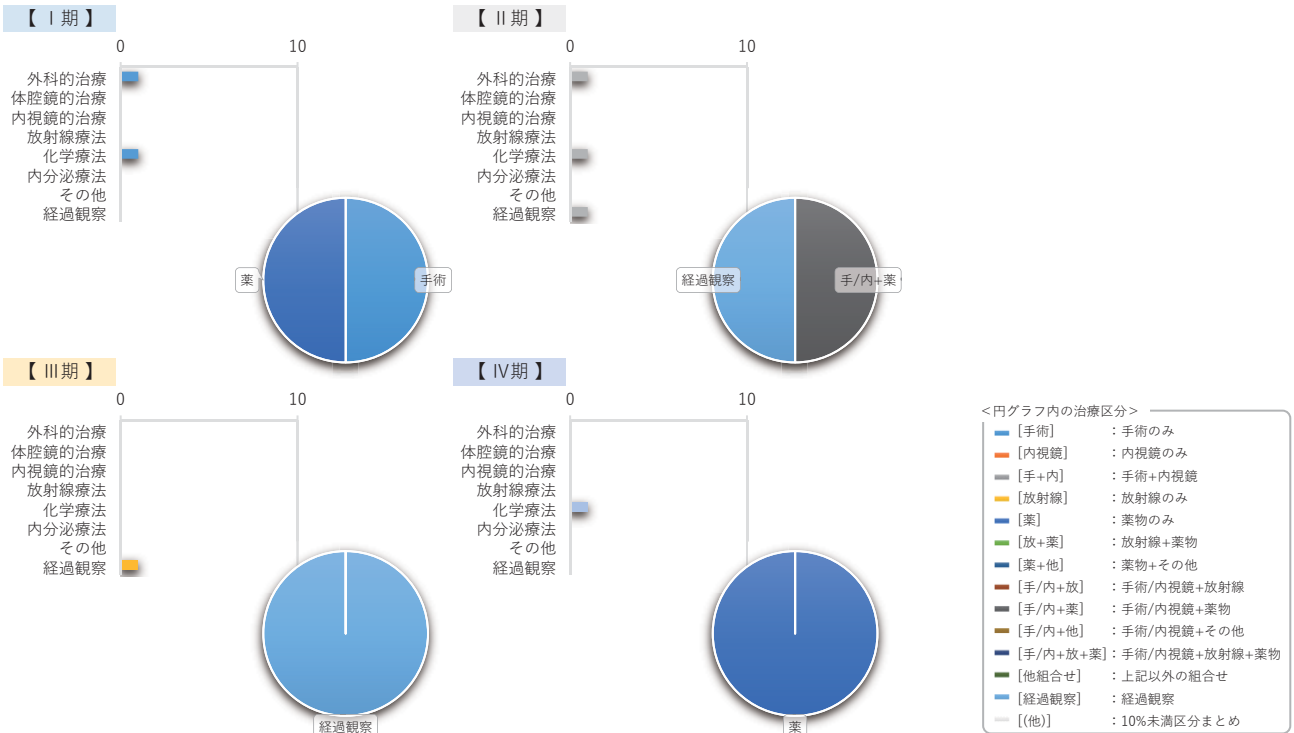 【 Ⅰ期 】
0 10
外科的治療
体腔鏡的治療
内視鏡的治療
放射線療法
化学療法
内分泌療法
その他
経過観察
薬
手術
【 II期 】
0 10
外科的治療
体腔鏡的治療
内視鏡的治療
放射線療法
化学療法
内分泌療法
その他
経過観察
経過観察
手/内+薬
【 III期 】
0 10
外科的治療
体腔鏡的治療
内視鏡的治療
放射線療法
化学療法
内分泌療法
その他
経過観察
経過観察
【 IV期 】
0 10
外科的治療
体腔鏡的治療
内視鏡的治療
放射線療法
化学療法
内分泌療法
その他
経過観察
薬
＜円グラフ内の治療区分＞
[手術] ：手術のみ
[内視鏡] ：内視鏡のみ
[手+内] ：手術+内視鏡
[放射線] ：放射線のみ
[薬] ：薬物のみ
[放+薬] ：放射線+薬物
[薬+他] ：薬物+その他
[手/内+放] ：手術/内視鏡+放射線
[手/内+薬] ：手術/内視鏡+薬物
[手/内+他] ：手術/内視鏡+その他
[手/内+放+薬]：手術/内視鏡+放射線+薬物
[他組合せ] ：上記以外の組合せ
[経過観察] ：経過観察
[(他)] ：10%未満区分まとめ